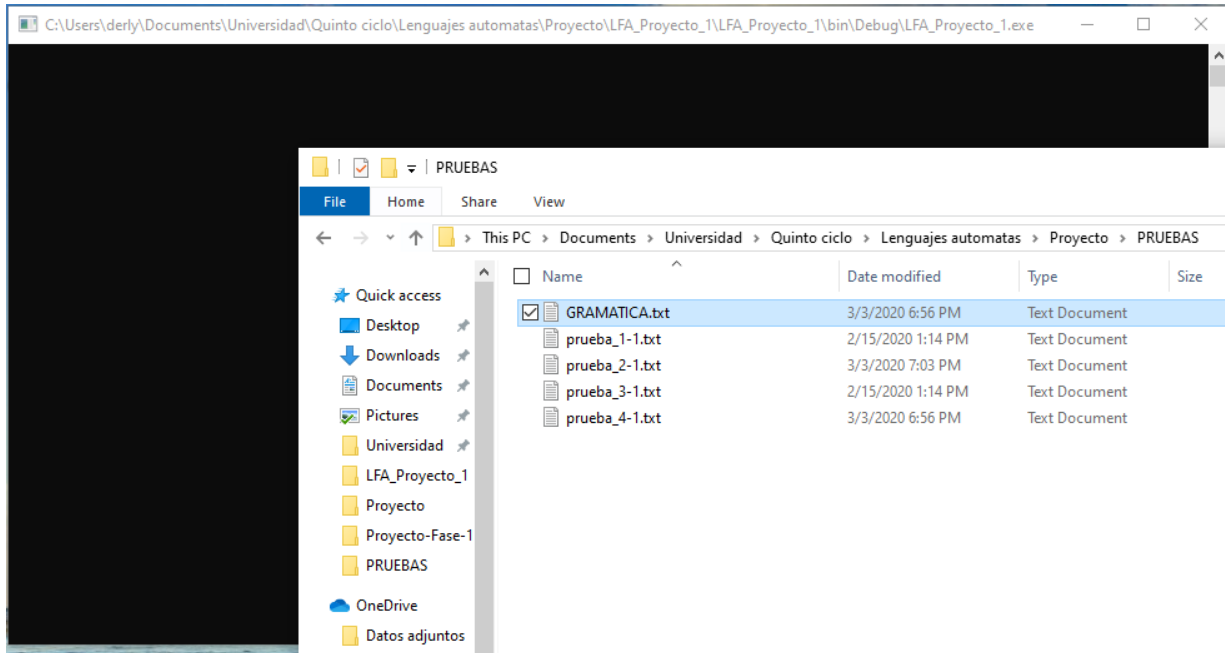 C:\Users\derly\Documents\Universidad\Quinto ciclo\Lenguajes automatas\Proyecto\LFA_Proyecto_1\LFA_Proyecto_1\bin\Debug\LFA_Proyecto_1.exe
PRUEBAS
File Home Share View
This PC > Documents > Universidad > Quinto ciclo > Lenguajes automatas > Proyecto > PRUEBAS
Name Date modified Type Size
Quick access
GRAMATICA.txt 3/3/2020 6:56 PM Text Document
Desktop
prueba_1-1.txt 2/15/2020 1:14 PM Text Document
Downloads
prueba_2-1.txt 3/3/2020 7:03 PM Text Document
Documents
prueba_3-1.txt 2/15/2020 1:14 PM Text Document
Pictures
prueba_4-1.txt 3/3/2020 6:56 PM Text Document
Universidad
LFA_Proyecto_1
Proyecto
Proyecto-Fase-1
PRUEBAS
OneDrive
Datos adjuntos